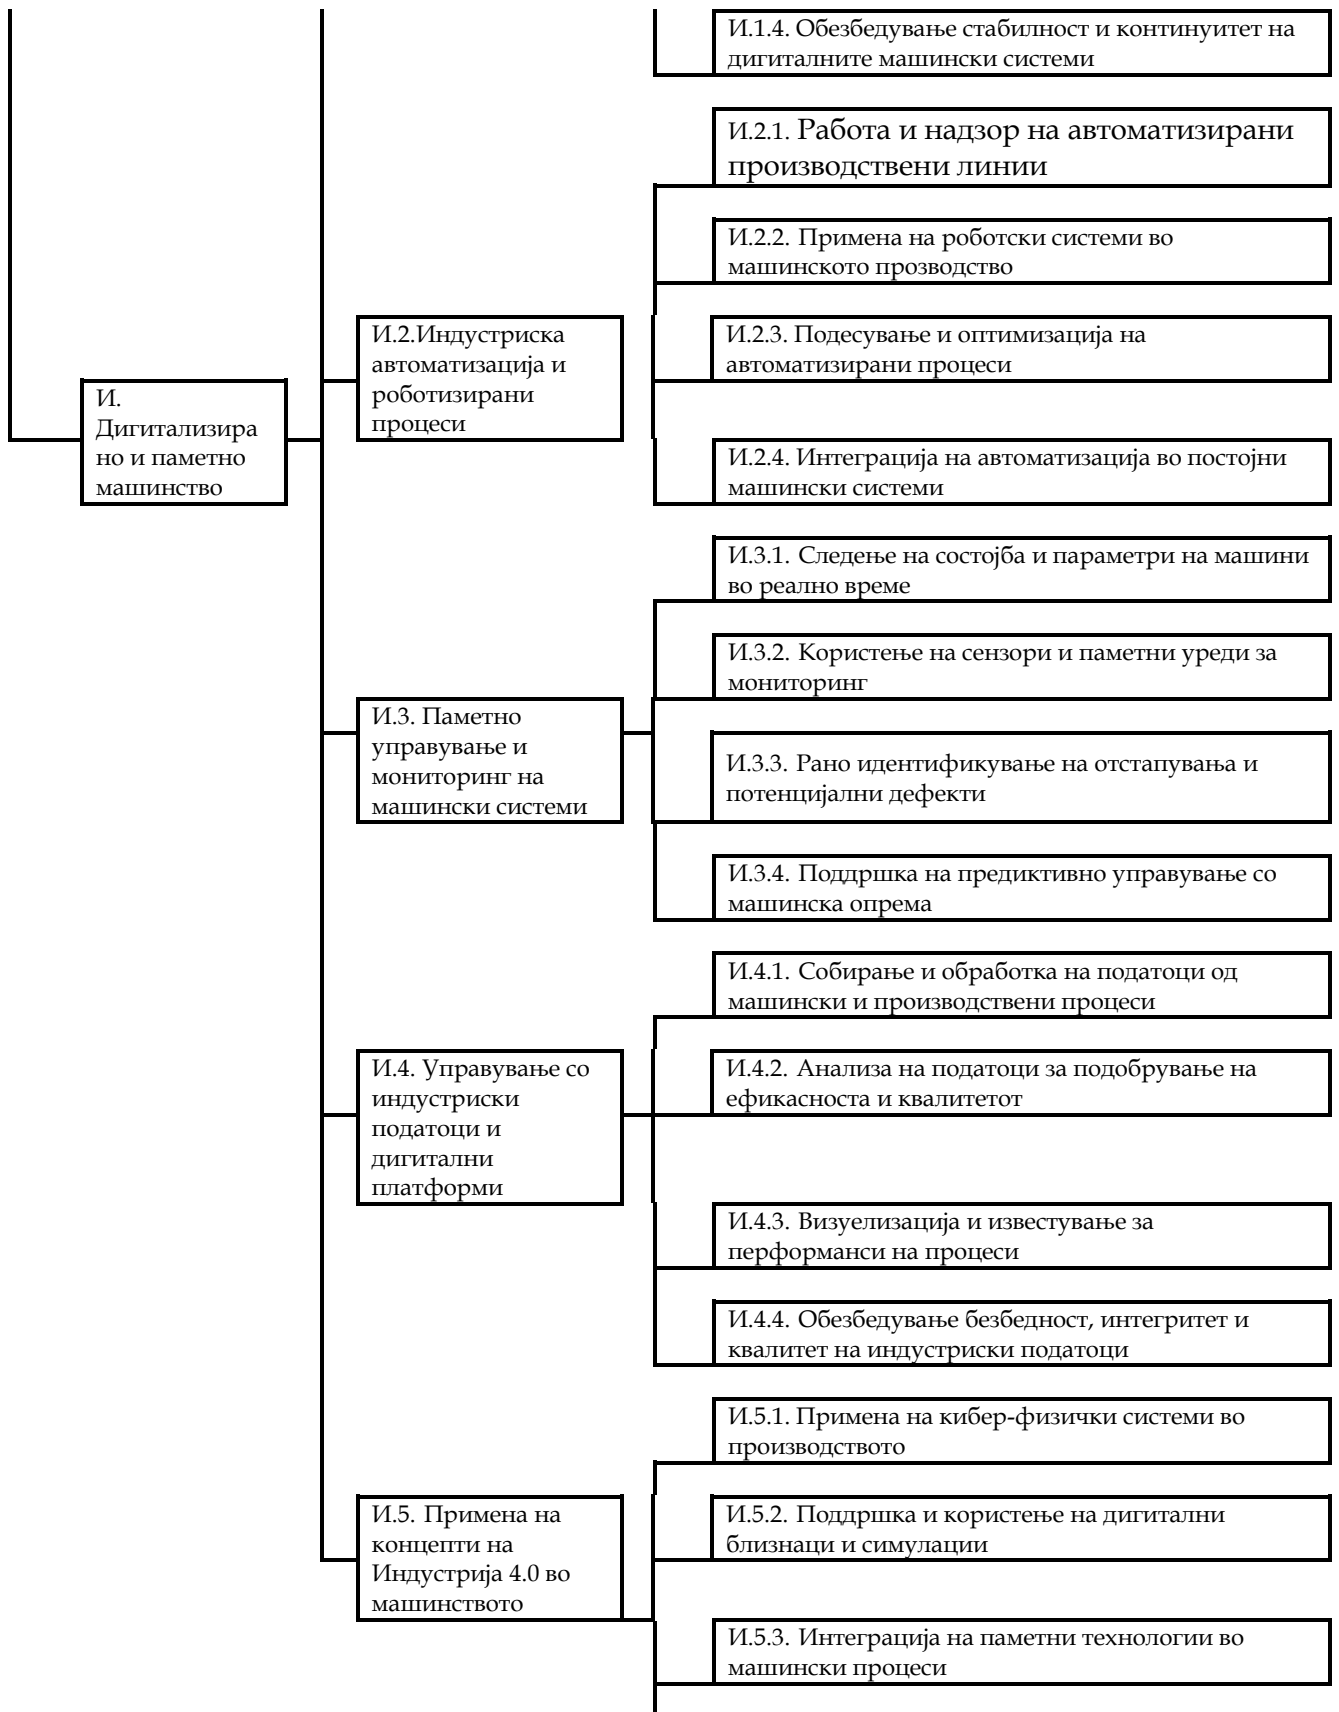 И.1.4. Обезбедување стабилност и континуитет на
дигиталните машински системи
И.2.1. Работа и надзор на автоматизирани
производствени линии
И.2.2. Примена на роботски системи во
машинското прозводство
И.2.Индустриска
автоматизација и
роботизирани
процеси
И.2.3. Подесување и оптимизација на
автоматизирани процеси
И.
Дигитализира
но и паметно
машинство
И.2.4. Интеграција на автоматизација во постојни
машински системи
И.3.1. Следење на состојба и параметри на машини
во реално време
И.3.2. Користење на сензори и паметни уреди за
мониторинг
И.3. Паметно
управување и
мониторинг на
машински системи
И.3.3. Рано идентификување на отстапувања и
потенцијални дефекти
И.3.4. Поддршка на предиктивно управување со
машинска опрема
И.4.1. Собирање и обработка на податоци од
машински и производствени процеси
И.4. Управување со
индустриски
податоци и
дигитални
платформи
И.4.2. Анализа на податоци за подобрување на
ефикасноста и квалитетот
И.4.3. Визуелизација и известување за
перформанси на процеси
И.4.4. Обезбедување безбедност, интегритет и
квалитет на индустриски податоци
И.5.1. Примена на кибер-физички системи во
производството
И.5. Примена на
концепти на
Индустрија 4.0 во
машинството
И.5.2. Поддршка и користење на дигитални
близнаци и симулации
И.5.3. Интеграција на паметни технологии во
машински процеси